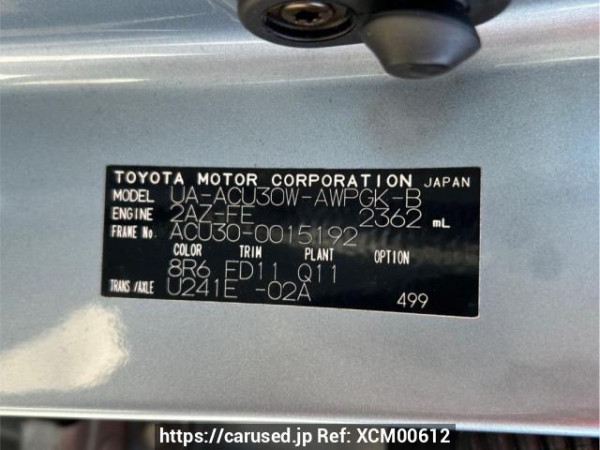 TOYOTA MOTOR CORPORATION JAPAN
MODEL UA-ACU30W-AWPGK-B
ENGINE 2AZ-FE 2362 mL
FRAME No. ACU30-0015192
COLOR TRIM PLANT OPTION
8R6 FD11 Q11
TRANS /AXLE U241E -02A 499
https://carused.jp Ref: XCM00612